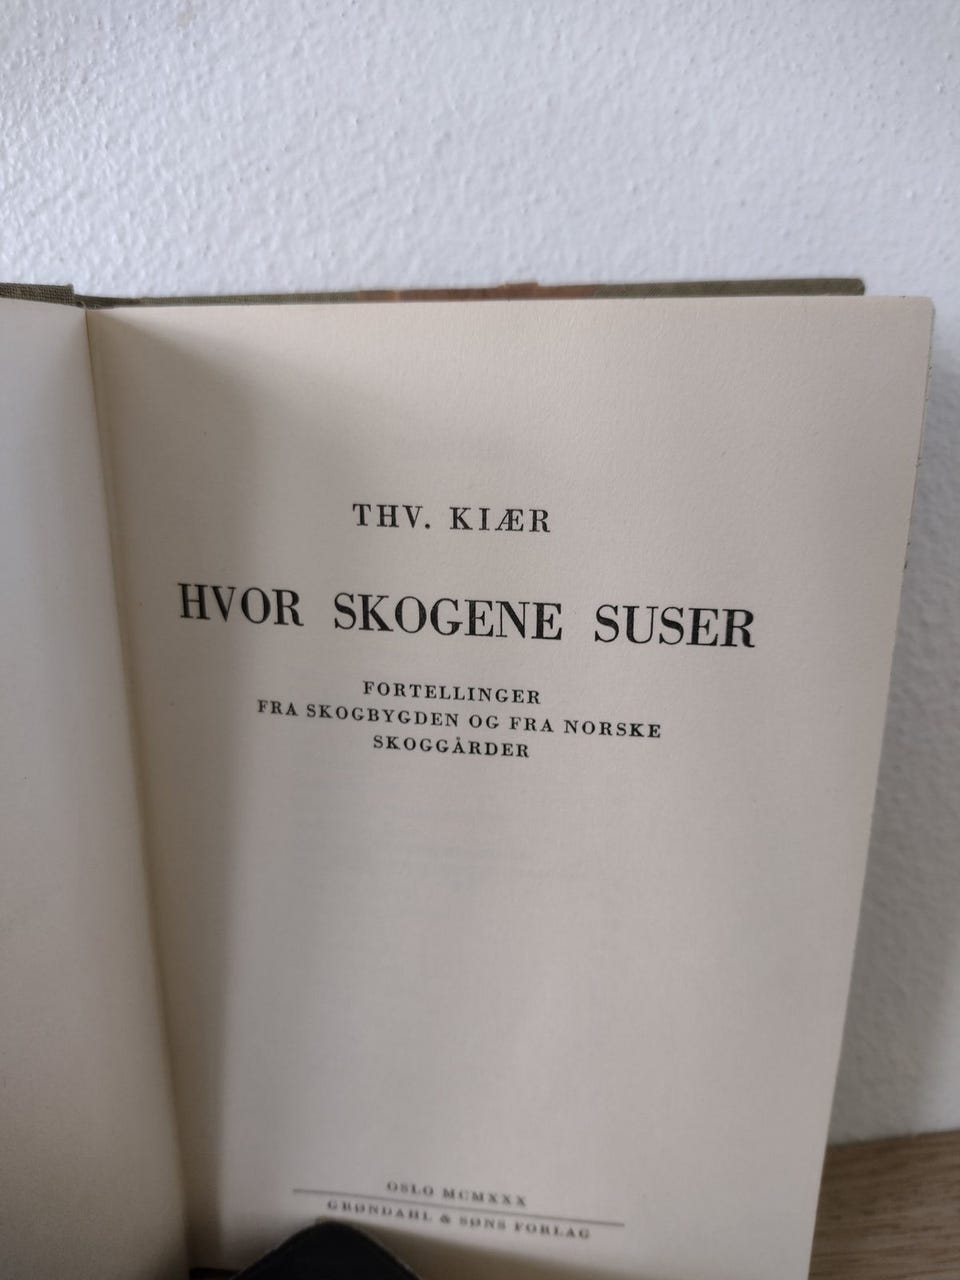 THV. KIÆR
HVOR SKOGENE SUSER
FORTELLINGER
FRA SKOGBYGDEN OG FRA NORSKE
SKOGGÅRDER
OSLO MCMXXX
GRØNDAHL & SØNS FORLAG